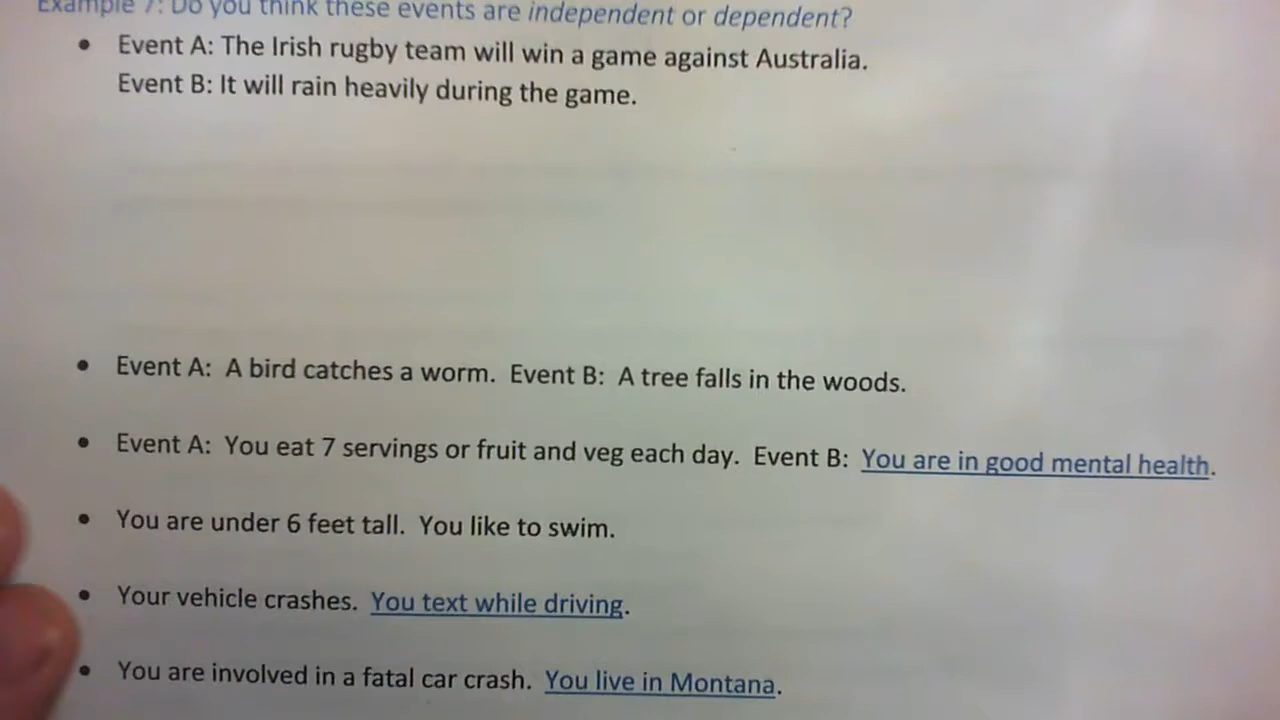 Example 7: Do you think these events are independent or dependent?
• Event A: The Irish rugby team will win a game against Australia.
Event B: It will rain heavily during the game.
• Event A: A bird catches a worm. Event B: A tree falls in the woods.
• Event A: You eat 7 servings or fruit and veg each day. Event B: You are in good mental health.
• You are under 6 feet tall. You like to swim.
• Your vehicle crashes. You text while driving.
• You are involved in a fatal car crash. You live in Montana.